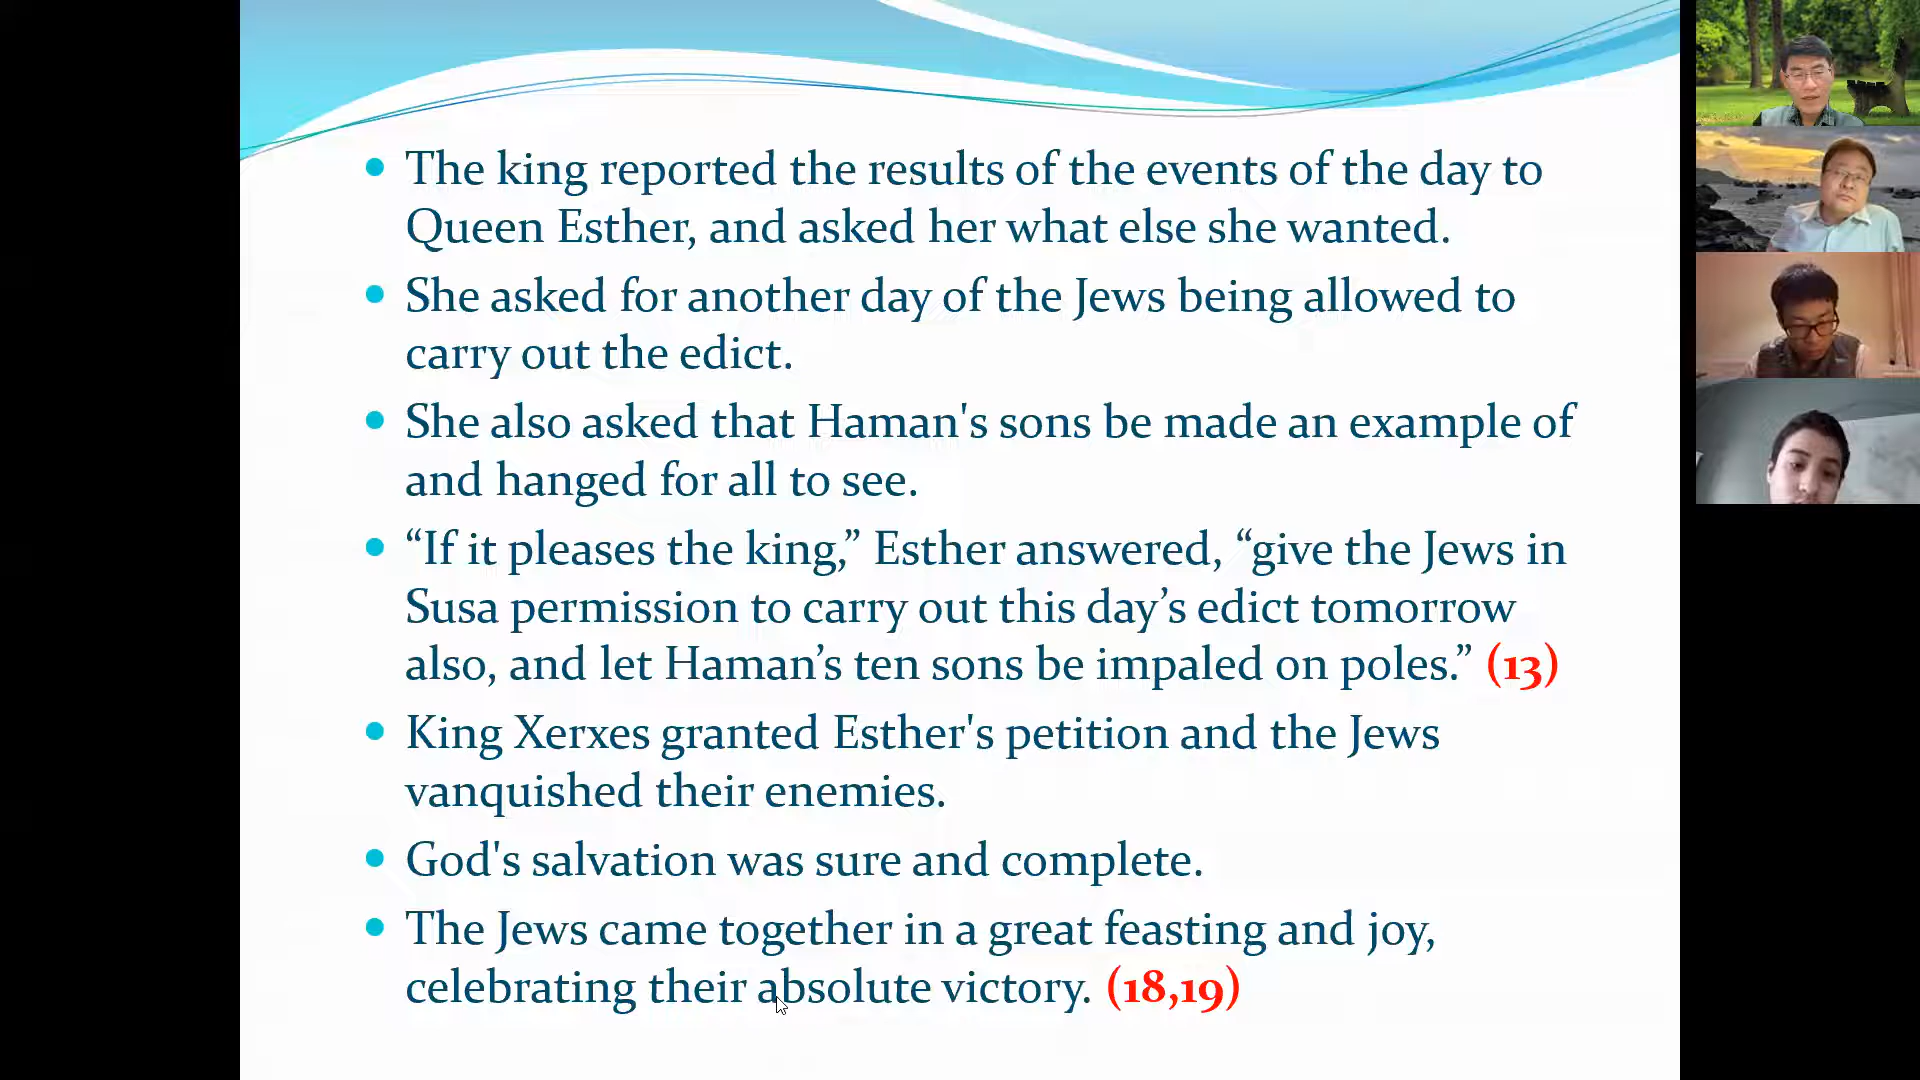 • The king reported the results of the events of the day to
Queen Esther, and asked her what else she wanted.
• She asked for another day of the Jews being allowed to
carry out the edict.
• She also asked that Haman's sons be made an example of
and hanged for all to see.
• “If it pleases the king,” Esther answered, “give the Jews in
Susa permission to carry out this day’s edict tomorrow
also, and let Haman’s ten sons be impaled on poles.” (13)
• King Xerxes granted Esther's petition and the Jews
vanquished their enemies.
• God's salvation was sure and complete.
• The Jews came together in a great feasting and joy,
celebrating their absolute victory. (18,19)